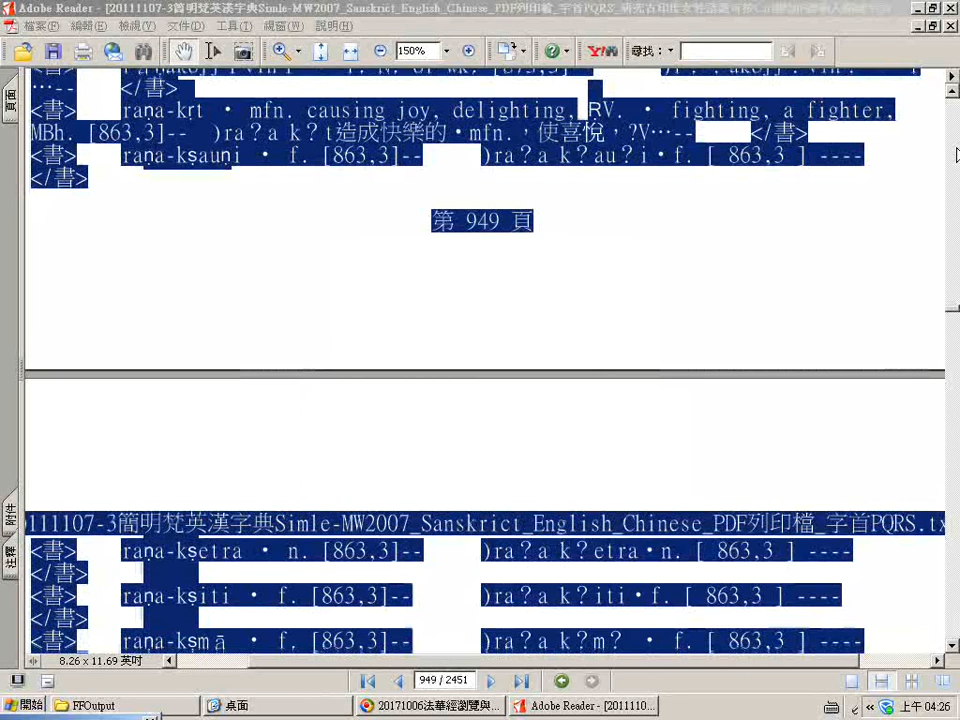 Adobe Reader - [20111107-3簡明梵英漢字典Simle-MW2007_Sanskrict_English_Chinese_PDF列印檔_字首PQRS_
檔案(F) 編輯(E) 檢視(V) 文件(D) 工具(T) 視窗(W) 說明(H)
150% Y! 尋找:
頁面
…-- </書>
<書> raṇa-kṛt • mfn. causing joy, delighting, RV. • fighting, a fighter,
MBh. [863,3]-- )ra?a k?t造成快樂的•mfn.，使喜悅，?V…-- </書>
<書> raṇa-kṣauṇi • f. [863,3]-- )ra?a k?au?i•f. [ 863,3 ] ----
</書>
第 949 頁
附件
注釋
111107-3簡明梵英漢字典Simle-MW2007_Sanskrict_English_Chinese_PDF列印檔_字首PQRS.tx
<書> raṇa-kṣetra • n. [863,3]-- )ra?a k?etra•n. [ 863,3 ] ----
</書>
<書> raṇa-kṣiti • f. [863,3]-- )ra?a k?iti•f. [ 863,3 ] ----
</書>
<書> raṇa-kṣmā • f. [863,3]-- )ra?a k?m? • f. [ 863,3 ] ----
8.26 x 11.69 英吋
949 / 2451
開始 FFOutput 桌面 20171006法華經瀏覽與... Adobe Reader - [2011110... 上午 04:26